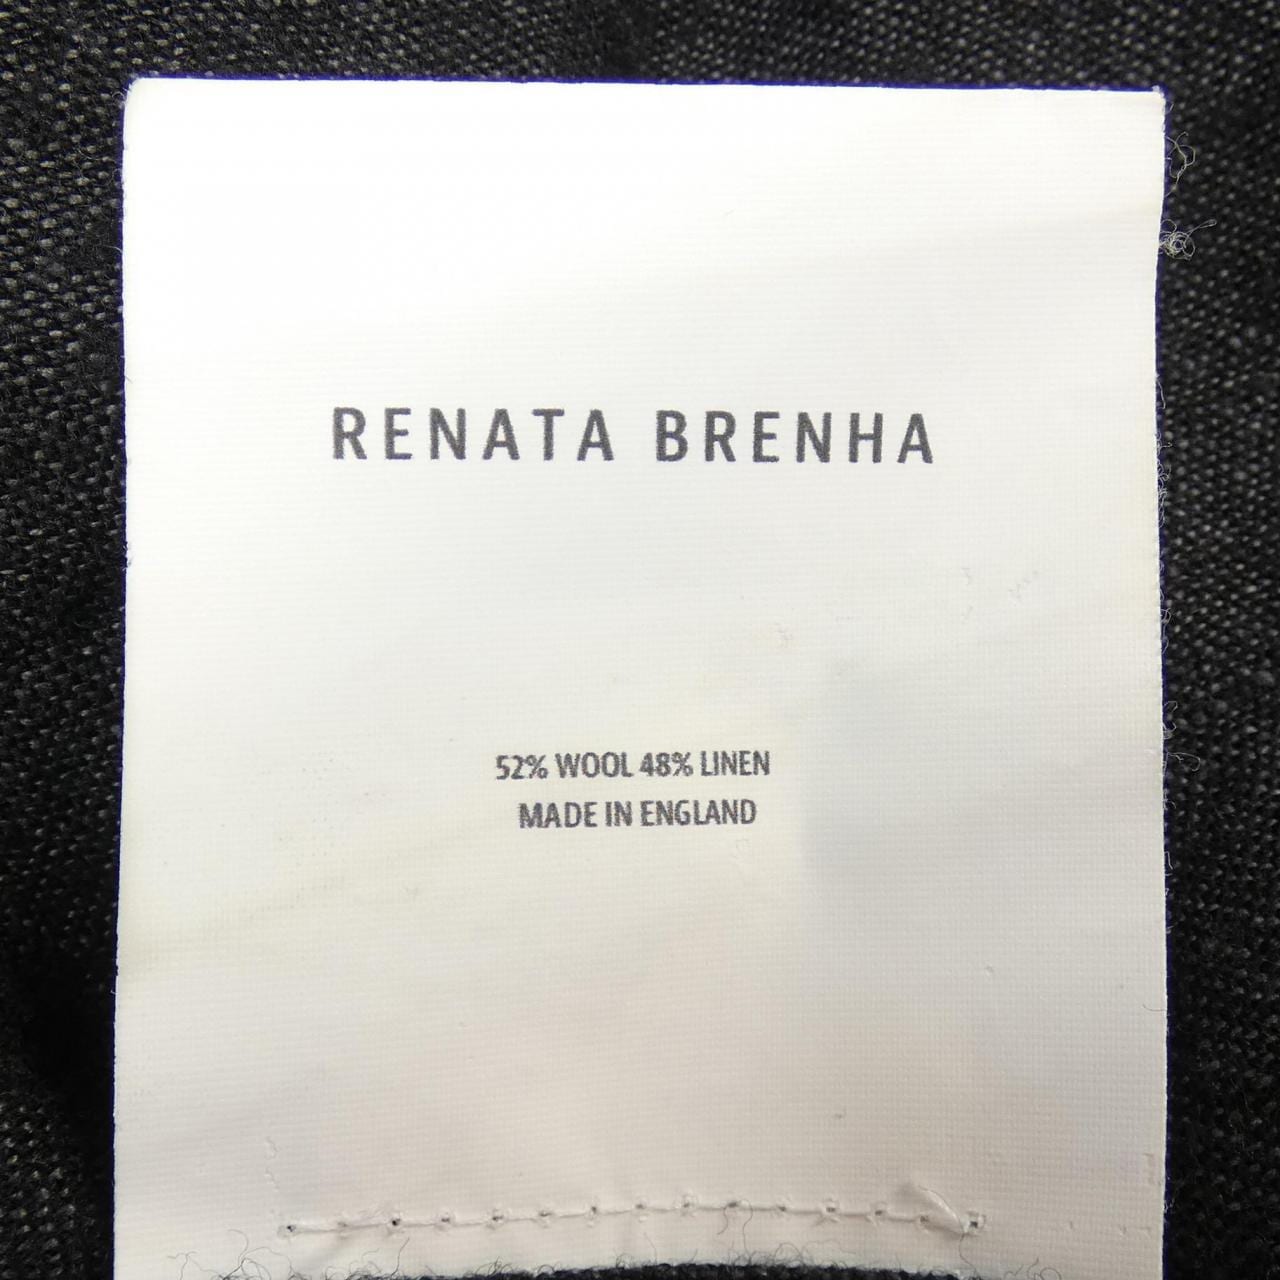 RENATA BRENHA
52% WOOL 48% LINEN
MADE IN ENGLAND